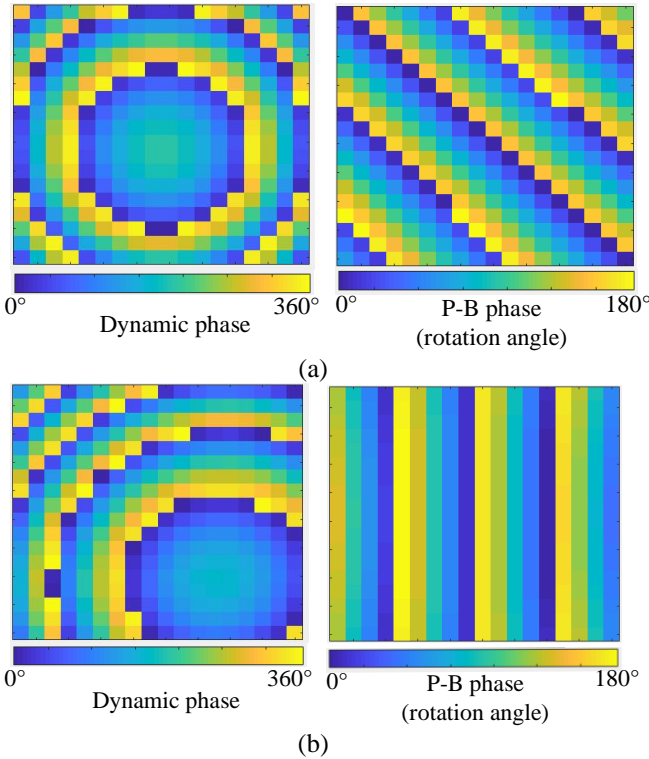 0° 360° 0° 180°
Dynamic phase P-B phase
(rotation angle)
(a)
0° 360° 0° 180°
Dynamic phase P-B phase
(rotation angle)
(b)